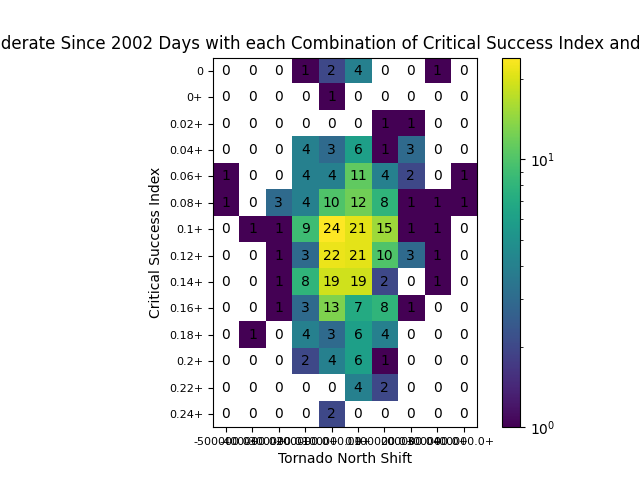 derate Since 2002 Days with each Combination of Critical Success Index and
0 0 0 0 1 2 4 0 0 1 0
0+ 0 0 0 0 1 0 0 0 0 0
0.02+ 0 0 0 0 0 0 1 1 0 0
0.04+ 0 0 0 4 3 6 1 3 0 0
0.06+ 1 0 0 4 4 11 4 2 0 1
0.08+ 1 0 3 4 10 12 8 1 1 1
0.1+ 0 1 1 9 24 21 15 1 1 0
0.12+ 0 0 1 3 22 21 10 3 1 0
0.14+ 0 0 1 8 19 19 2 0 1 0
0.16+ 0 0 1 3 13 7 8 1 0 0
0.18+ 0 1 0 4 3 6 4 0 0 0
0.2+ 0 0 0 2 4 6 1 0 0 0
0.22+ 0 0 0 0 0 4 2 0 0 0
0.24+ 0 0 0 0 2 0 0 0 0 0
Critical Success Index
Tornado North Shift
10¹
10⁰